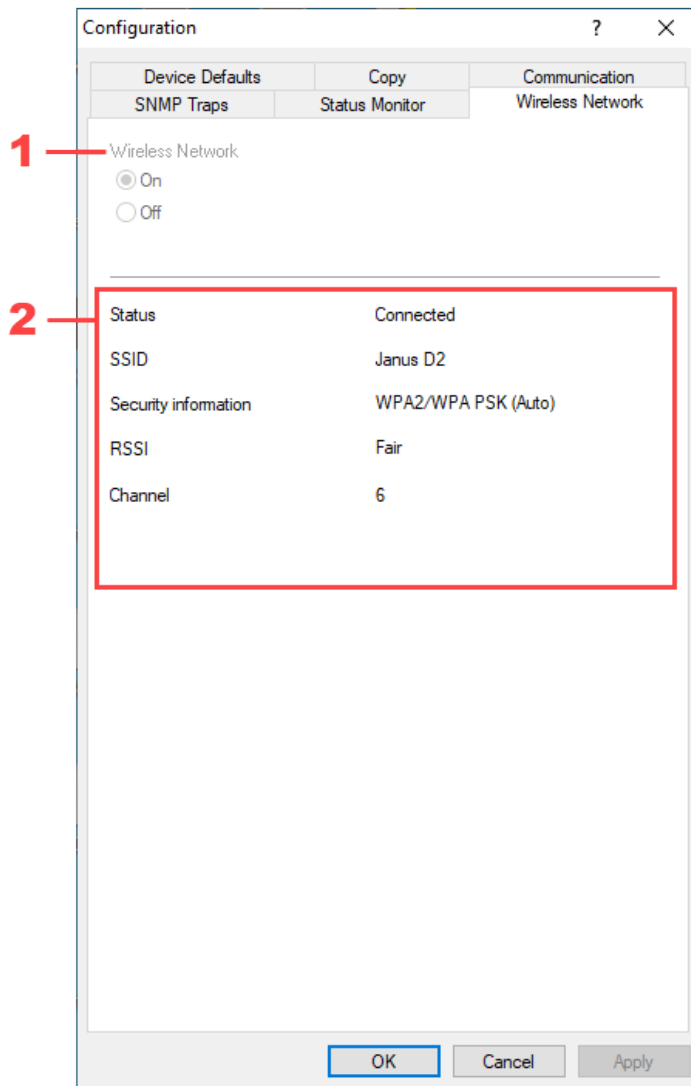 Configuration ?
Device Defaults Copy Communication
SNMP Traps Status Monitor Wireless Network
1 Wireless Network
On
Off
2 Status Connected
SSID Janus D2
Security information WPA2/WPA PSK (Auto)
RSSI Fair
Channel 6
OK Cancel Apply